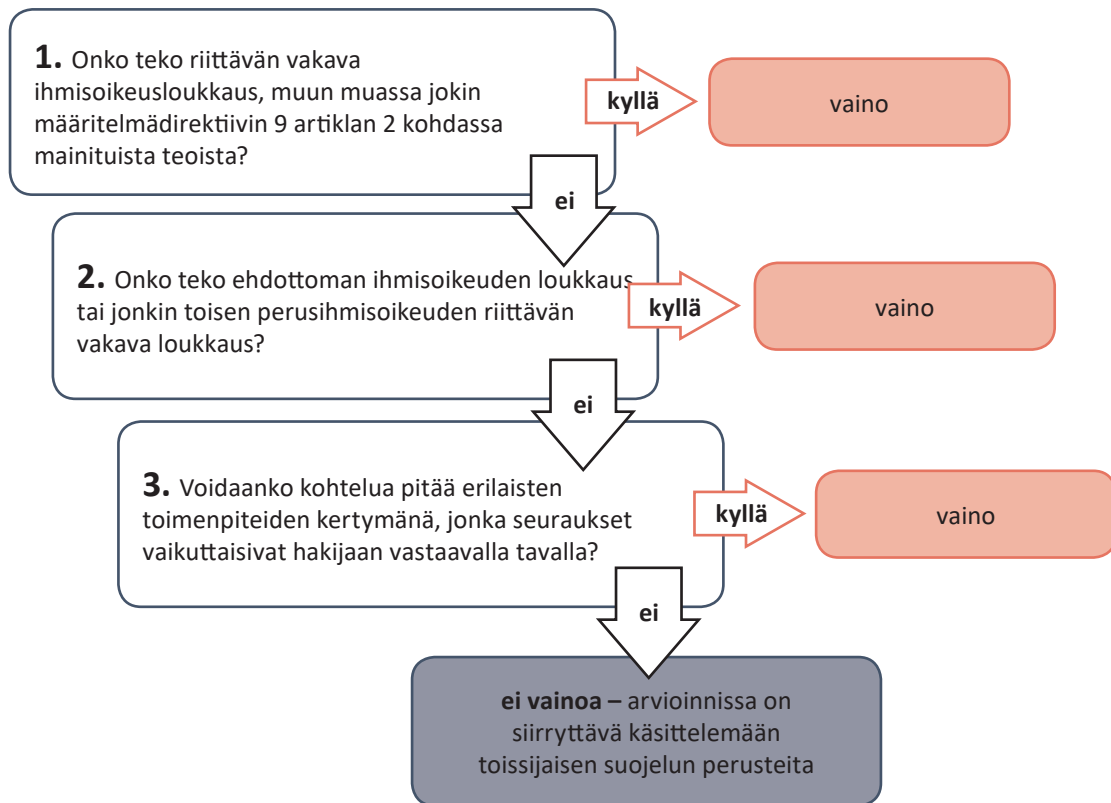 1. Onko teko riittävän vakava
ihmisoikeusloukkaus, muun muassa jokin
määritelmädirektiivin 9 artiklan 2 kohdassa
mainituista teoista?
kyllä
vaino
ei
2. Onko teko ehdottoman ihmisoikeuden loukkaus
tai jonkin toisen perusihmisoikeuden riittävän
vakava loukkaus?
kyllä
vaino
ei
3. Voidaanko kohtelua pitää erilaisten
toimenpiteiden kertymänä, jonka seuraukset
vaikuttaisivat hakijaan vastaavalla tavalla?
kyllä
vaino
ei
ei vainoa – arvioinnissa on
siirryttävä käsittelemään
toissijaisen suojelun perusteita